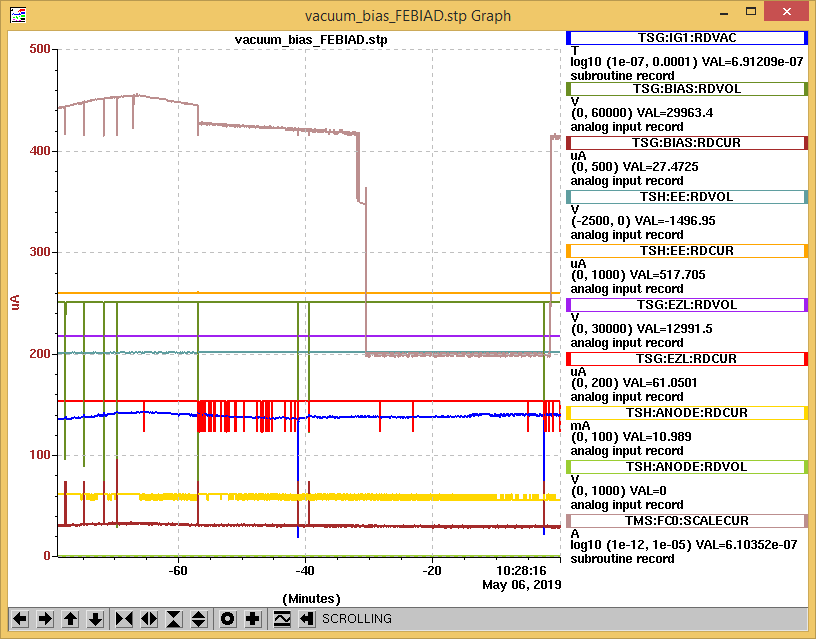 vacuum_bias_FEBIAD.stp Graph
vacuum_bias_FEBIAD.stp
500
400
300
200
100
0
uA
-60
-40
-20
10:28:16
May 06, 2019
(Minutes)
TSG:IG1:RDVAC
T
log10 (1e-07, 0.0001) VAL=6.91209e-07
subroutine record
TSG:BIAS:RDVOL
V
(0, 60000) VAL=29963.4
analog input record
TSG:BIAS:RDCUR
uA
(0, 500) VAL=27.4725
analog input record
TSH:EE:RDVOL
V
(-2500, 0) VAL=-1496.95
analog input record
TSH:EE:RDCUR
uA
(0, 1000) VAL=517.705
analog input record
TSG:EZL:RDVOL
V
(0, 30000) VAL=12991.5
analog input record
TSG:EZL:RDCUR
uA
(0, 200) VAL=61.0501
analog input record
TSH:ANODE:RDCUR
mA
(0, 100) VAL=10.989
analog input record
TSH:ANODE:RDVOL
V
(0, 1000) VAL=0
analog input record
TMS:FC0:SCALECUR
A
log10 (1e-12, 1e-05) VAL=6.10352e-07
subroutine record
SCROLLING